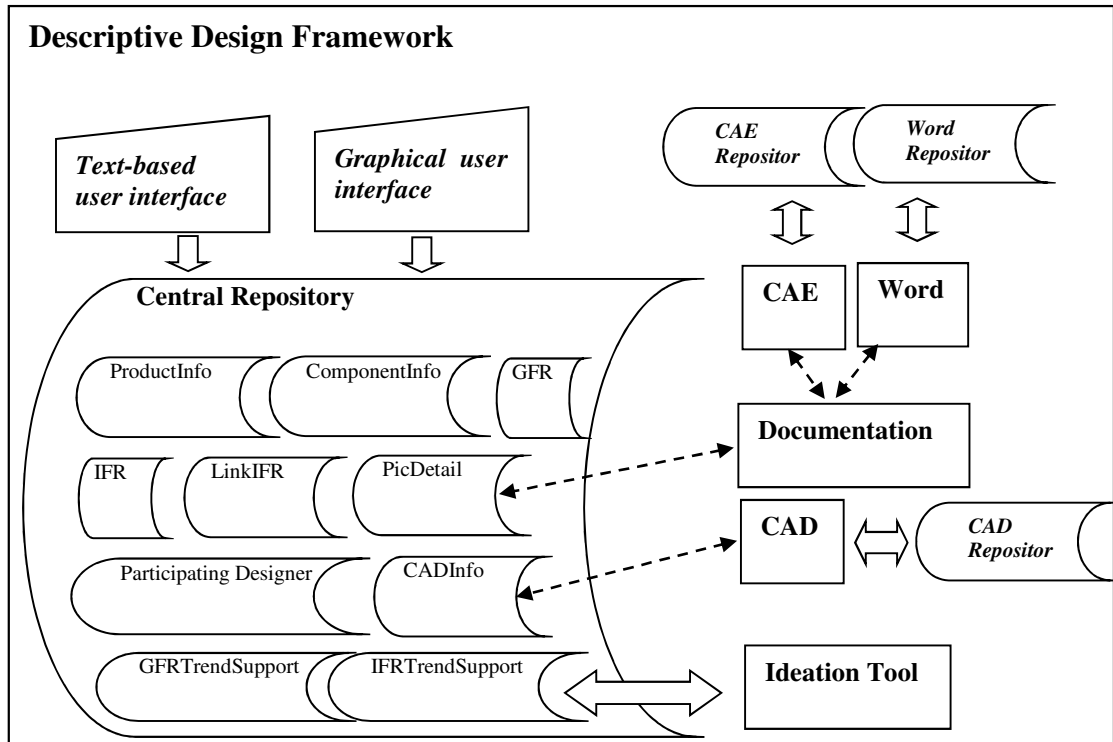 Descriptive Design Framework
Text-based
user interface
Graphical user
interface
CAE
Repositor
Word
Repositor
Central Repository
CAE
Word
ProductInfo
ComponentInfo
GFR
Documentation
IFR
LinkIFR
PicDetail
CAD
CAD
Repositor
Participating Designer
CADInfo
GFRTrendSupport
IFRTrendSupport
Ideation Tool